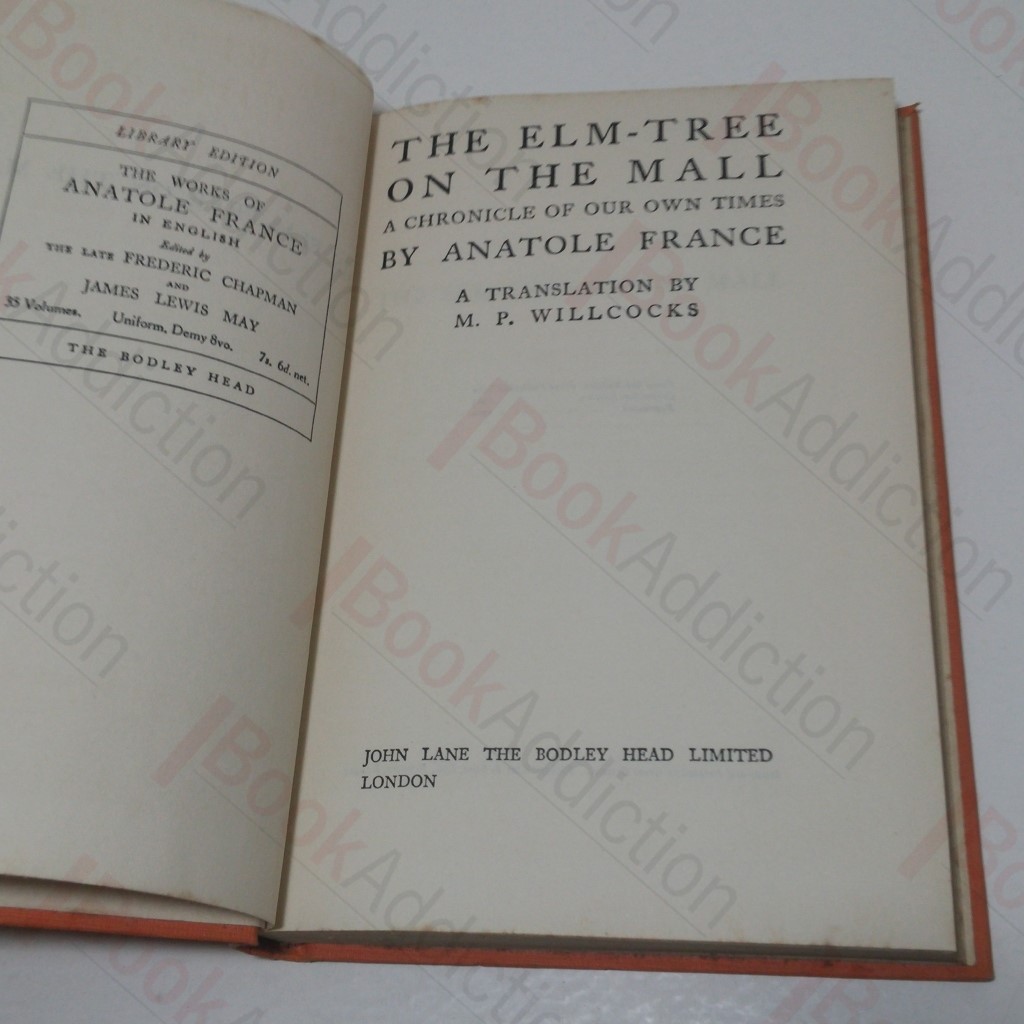 LIBRARY EDITION
THE WORKS OF
ANATOLE FRANCE
IN ENGLISH
Edited by
THE LATE FREDERIC CHAPMAN
AND
JAMES LEWIS MAY
35 Volumes. Uniform. Demy 8vo. 7s. 6d. net.
THE BODLEY HEAD
THE ELM-TREE
ON THE MALL
A CHRONICLE OF OUR OWN TIMES
BY ANATOLE FRANCE
A TRANSLATION BY
M. P. WILLCOCKS
JOHN LANE THE BODLEY HEAD LIMITED
LONDON
BookAddiction